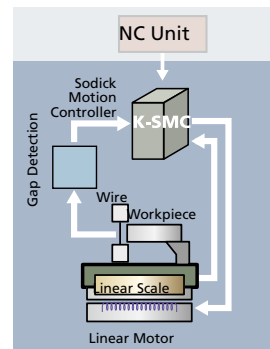 NC Unit
Sodick
Motion
Controller
K-SMC
Gap Detection
Wire
Workpiece
Linear Scale
Linear Motor